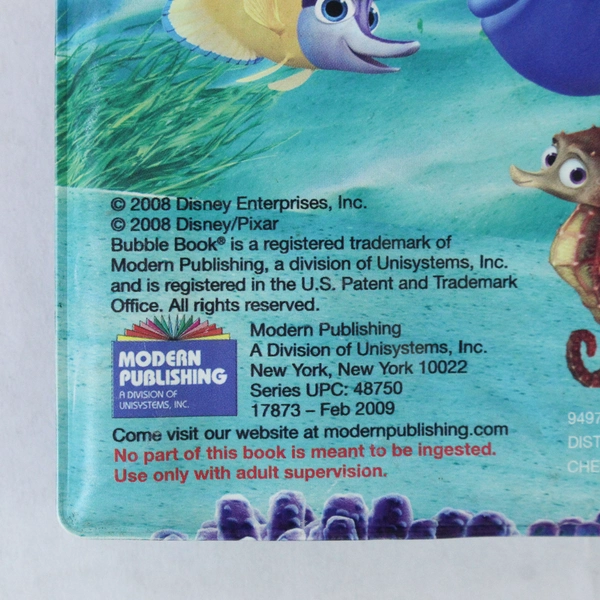 © 2008 Disney Enterprises, Inc.
© 2008 Disney/Pixar
Bubble Book® is a registered trademark of
Modern Publishing, a division of Unisystems, Inc.
and is registered in the U.S. Patent and Trademark
Office. All rights reserved.
MODERN
PUBLISHING
A DIVISION OF
UNISYSTEMS, INC.
Modern Publishing
A Division of Unisystems, Inc.
New York, New York 10022
Series UPC: 48750
17873 – Feb 2009
Come visit our website at modernpublishing.com
No part of this book is meant to be ingested.
Use only with adult supervision.
9497
DIST
CHE